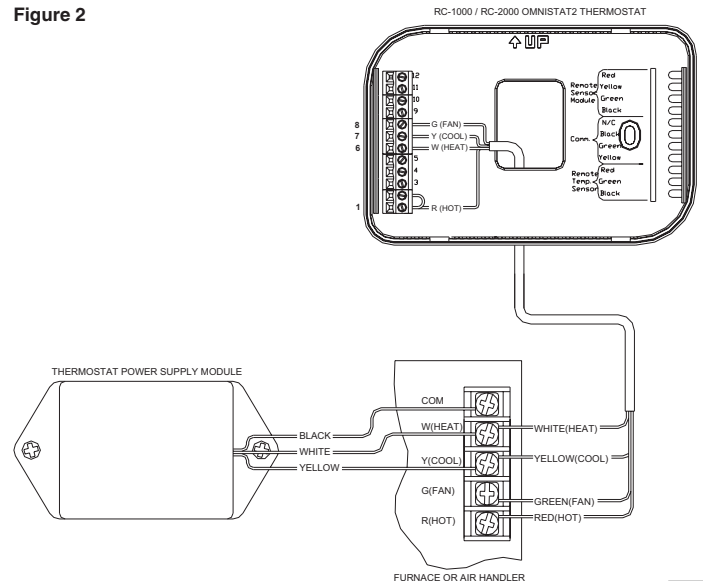 Figure 2
RC-1000 / RC-2000 OMNISTAT2 THERMOSTAT
UP
12
11
10
9
8
7
6
5
4
3
1
G (FAN)
Y (COOL)
W (HEAT)
R (HOT)
Remote Sensor Module
Red
Yellow
Green
Black
Comm.
N/C
Black
Green
Yellow
Remote Temp. Sensor
Red
Green
Black
THERMOSTAT POWER SUPPLY MODULE
BLACK
WHITE
YELLOW
COM
W(HEAT)
Y(COOL)
G(FAN)
R(HOT)
WHITE(HEAT)
YELLOW(COOL)
GREEN(FAN)
RED(HOT)
FURNACE OR AIR HANDLER